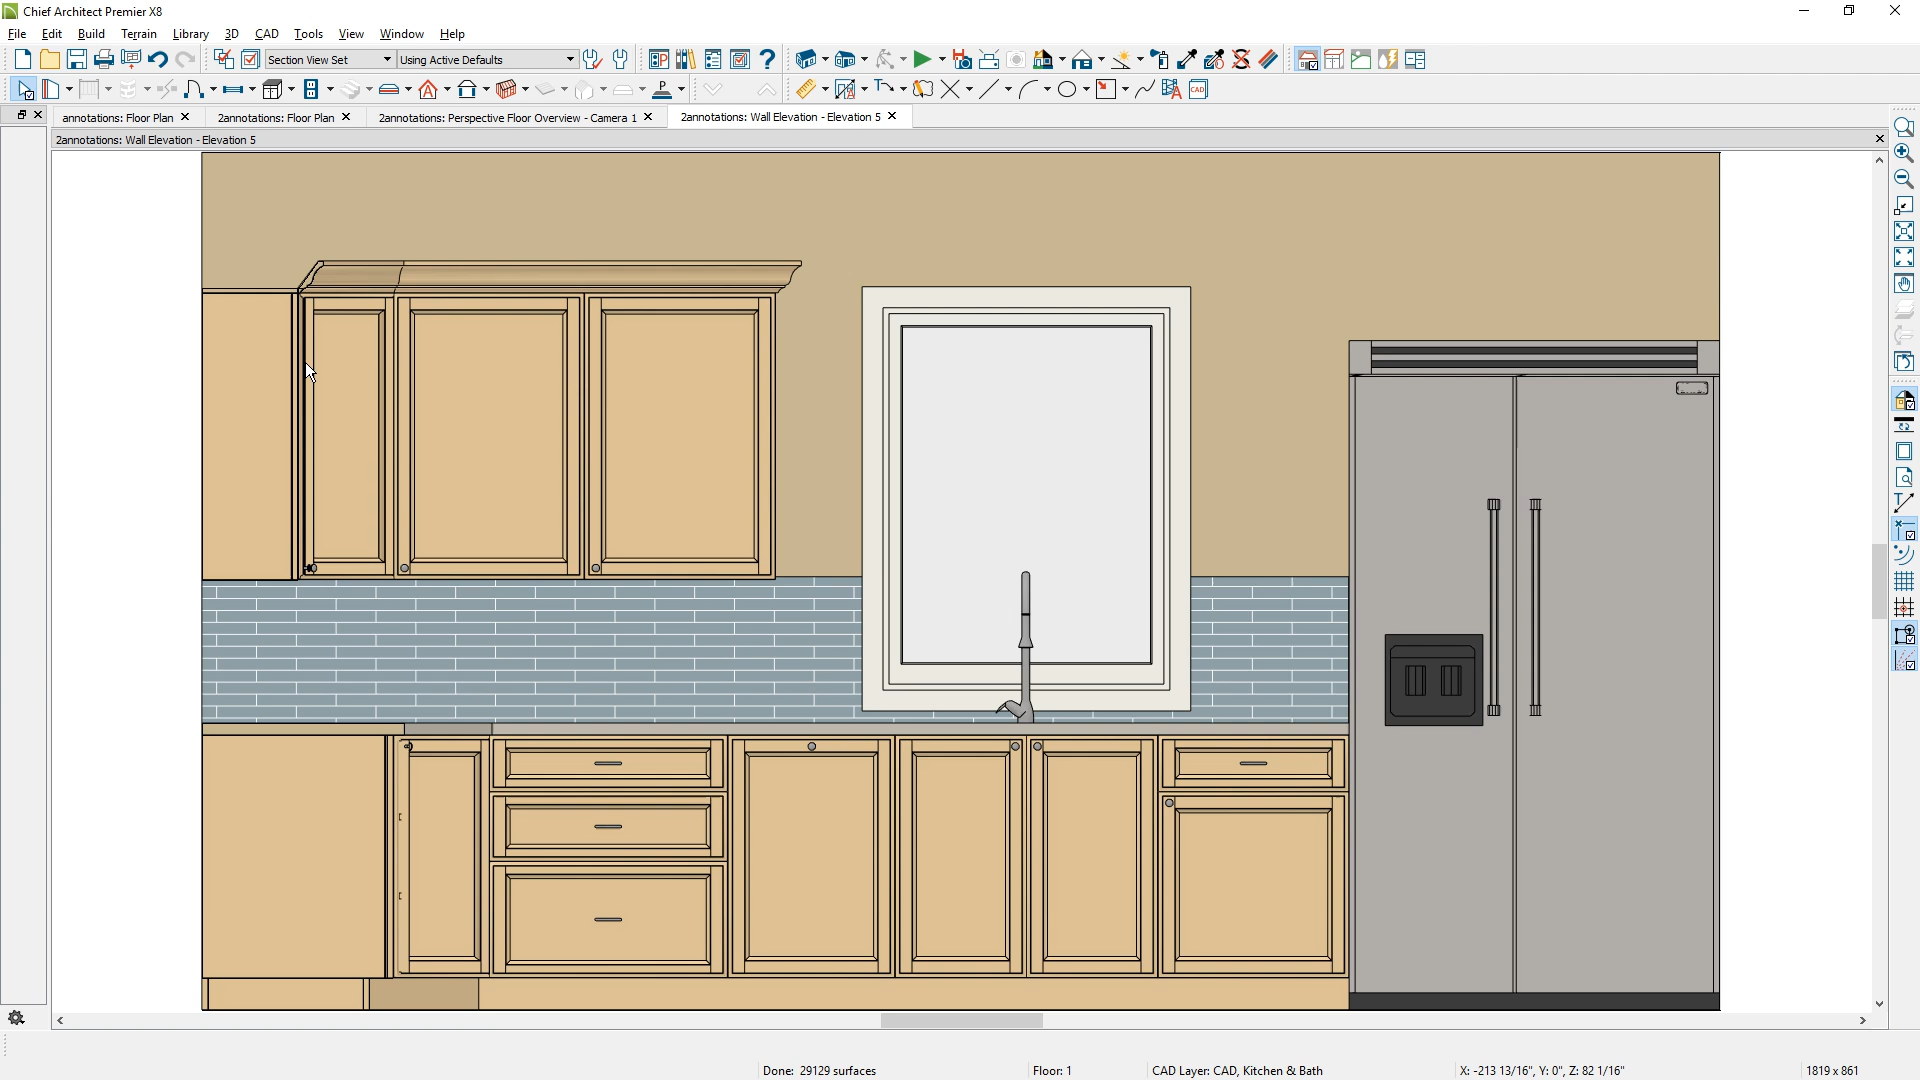 Chief Architect Premier X8
File Edit Build Terrain Library 3D CAD Tools View Window Help
Section View Set Using Active Defaults
annotations: Floor Plan 2annotations: Floor Plan 2annotations: Perspective Floor Overview - Camera 1 2annotations: Wall Elevation - Elevation 5
2annotations: Wall Elevation - Elevation 5
Done: 29129 surfaces Floor: 1 CAD Layer: CAD, Kitchen & Bath X: -213 13/16", Y: 0", Z: 82 1/16" 1819 x 861